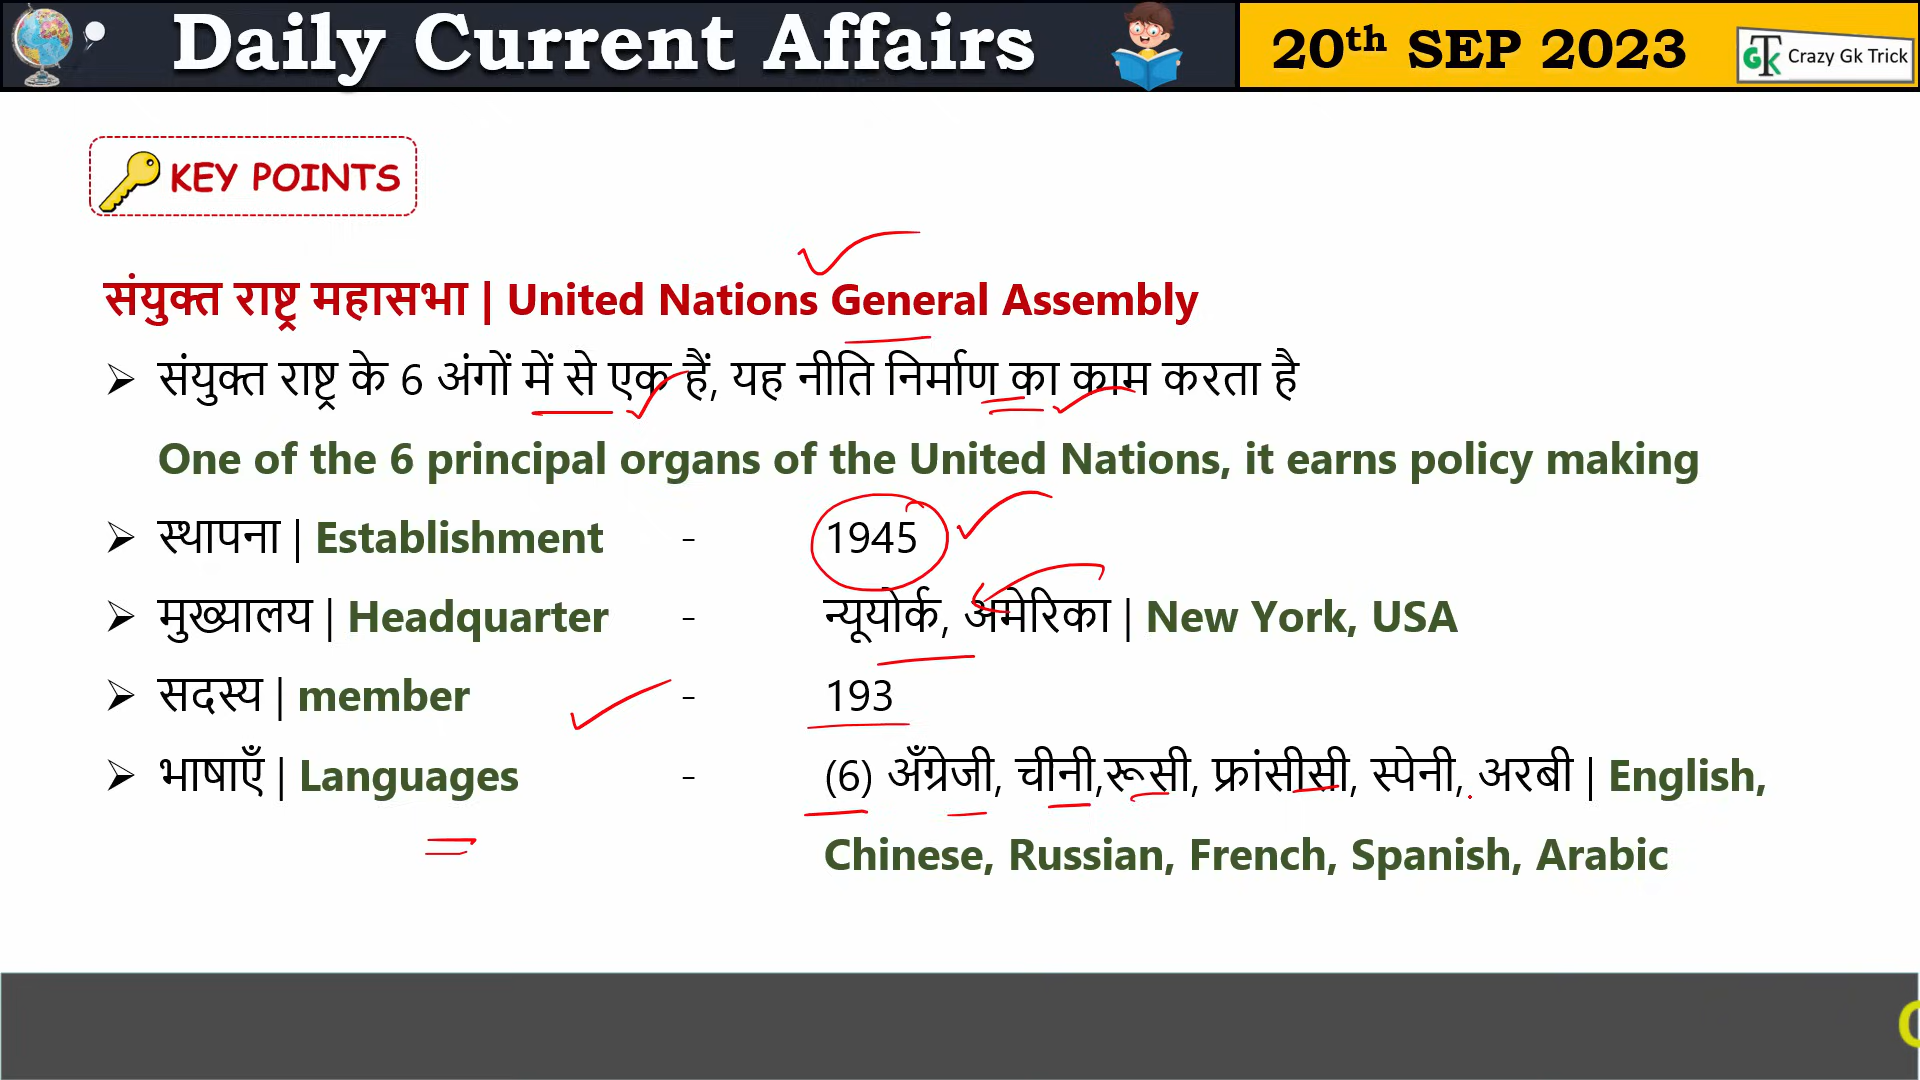 Daily Current Affairs
20th SEP 2023
GTK Crazy Gk Trick
KEY POINTS
संयुक्त राष्ट्र महासभा | United Nations General Assembly
➢ संयुक्त राष्ट्र के 6 अंगों में से एक हैं, यह नीति निर्माण का काम करता है
One of the 6 principal organs of the United Nations, it earns policy making
➢ स्थापना | Establishment - 1945
➢ मुख्यालय | Headquarter - न्यूयोर्क, अमेरिका | New York, USA
➢ सदस्य | member - 193
➢ भाषाएँ | Languages - (6) अँग्रेजी, चीनी,रूसी, फ्रांसीसी, स्पेनी, अरबी | English,
Chinese, Russian, French, Spanish, Arabic